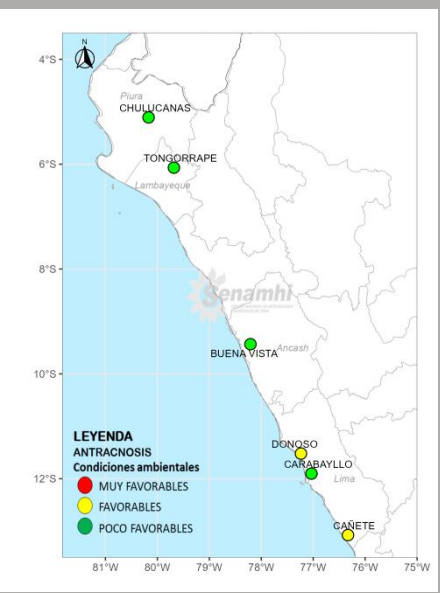 N
4°S
Piura
CHULUCANAS
TONGORRAPE
6°S
Lambayeque
8°S
Senamhi
BUENA VISTA
Ancash
10°S
LEYENDA
ANTRACNOSIS
Condiciones ambientales
MUY FAVORABLES
FAVORABLES
POCO FAVORABLES
DONOSO
CARABAYLLO
Lima
12°S
CAÑETE
81°W 80°W 79°W 78°W 77°W 76°W 75°W